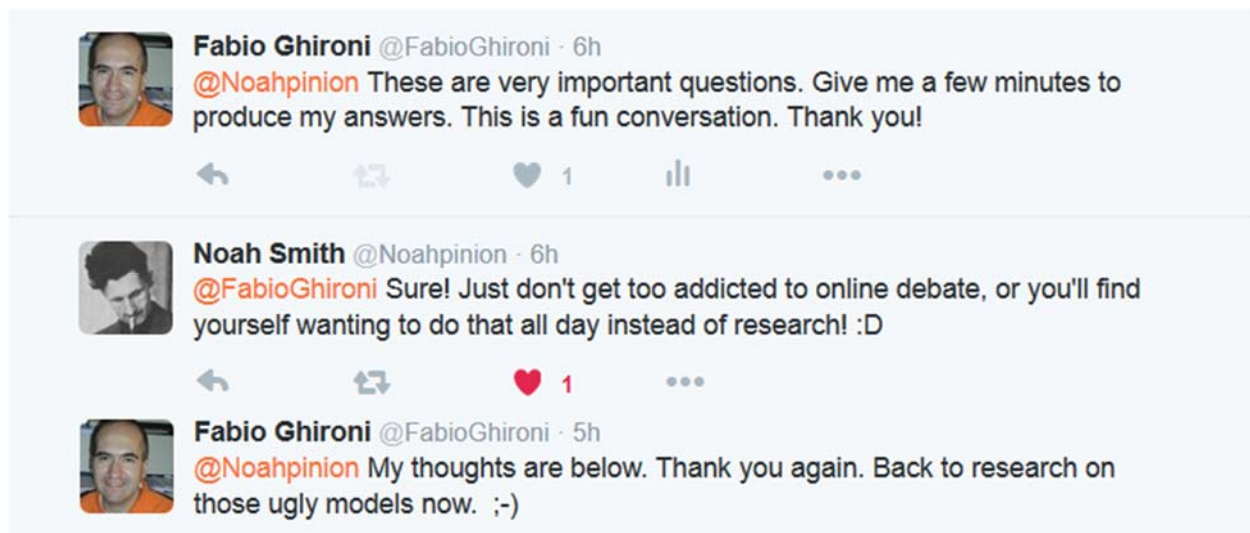 Fabio Ghironi @FabioGhironi · 6h
@Noahpinion These are very important questions. Give me a few minutes to
produce my answers. This is a fun conversation. Thank you!
1
Noah Smith @Noahpinion · 6h
@FabioGhironi Sure! Just don't get too addicted to online debate, or you'll find
yourself wanting to do that all day instead of research! :D
1
Fabio Ghironi @FabioGhironi · 5h
@Noahpinion My thoughts are below. Thank you again. Back to research on
those ugly models now.  ;-)